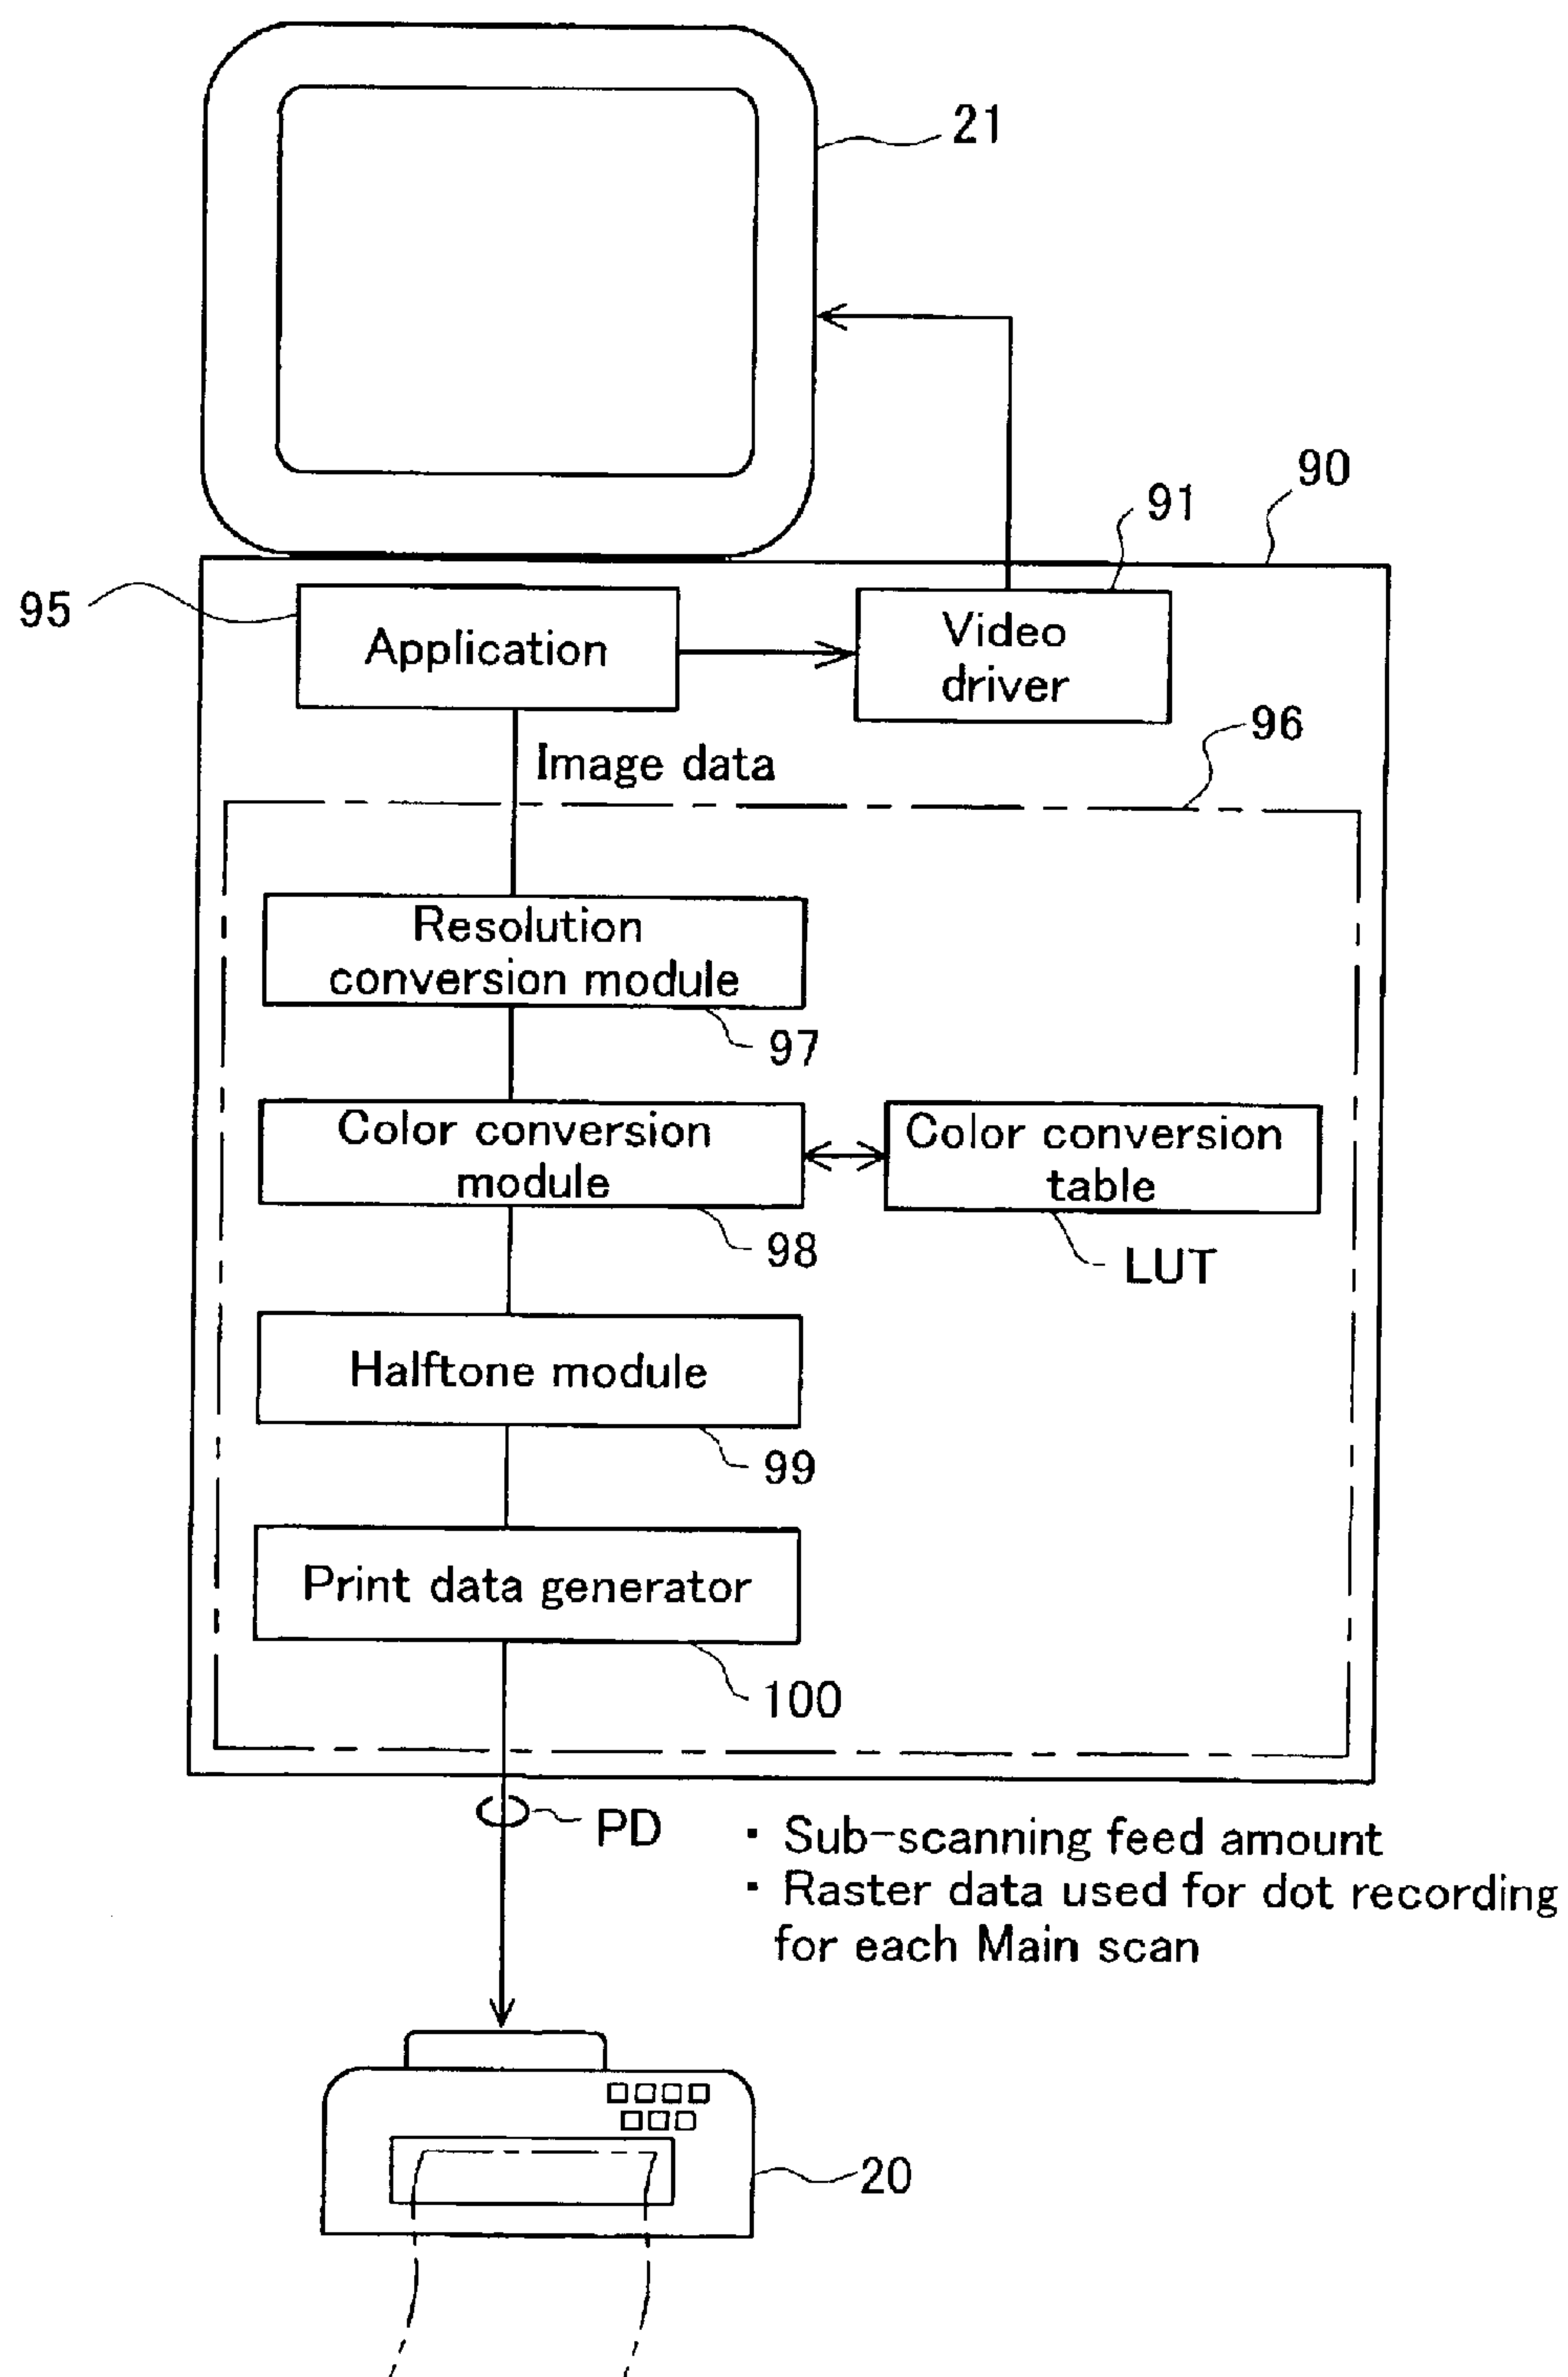 21
90
91
95
Application
Video
driver
96
Image data
Resolution
conversion module
97
Color conversion
module
Color conversion
table
98
LUT
Halftone module
99
Print data generator
100
PD
・ Sub-scanning feed amount
・ Raster data used for dot recording
for each Main scan
20